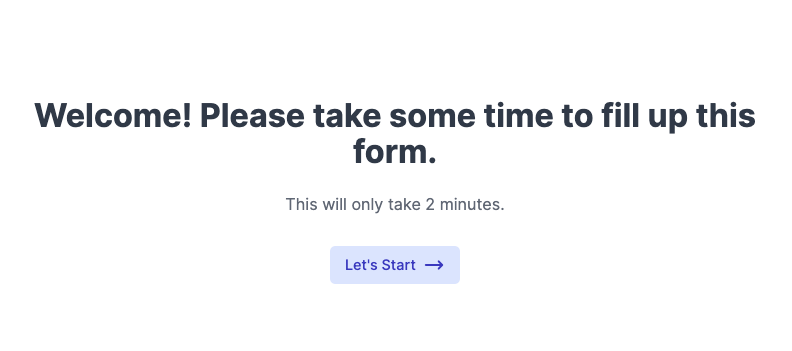 Welcome! Please take some time to fill up this
form.
This will only take 2 minutes.
Let's Start →